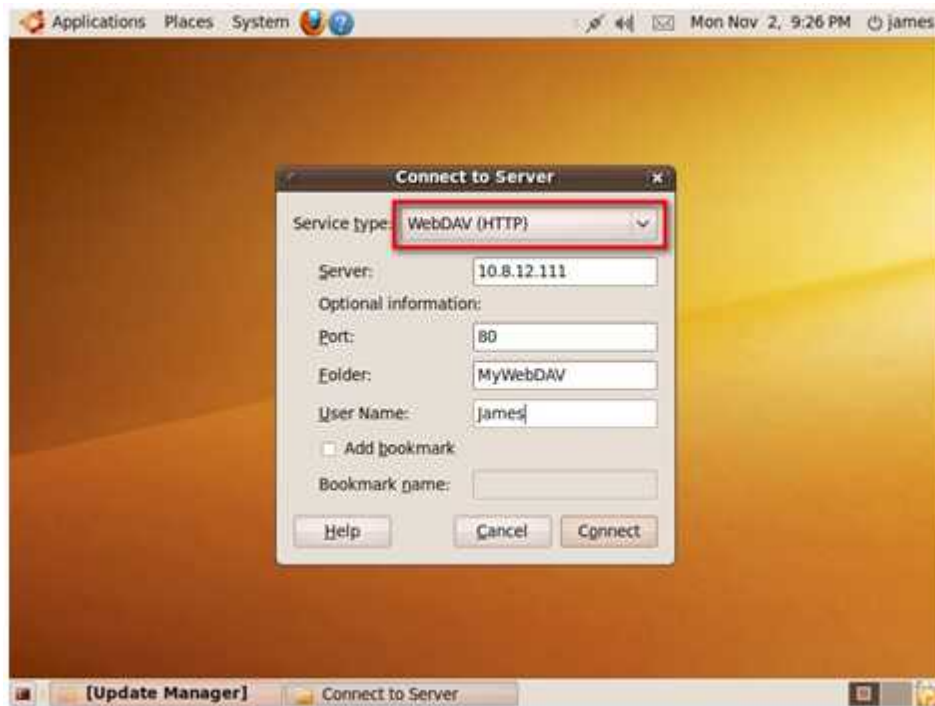 Applications Places System Mon Nov 2, 9:26 PM james
Connect to Server
Service type: WebDAV (HTTP)
Server: 10.8.12.111
Optional information:
Port: 80
Folder: MyWebDAV
User Name: James
Add bookmark
Bookmark name:
Help Cancel Connect
[Update Manager] Connect to Server